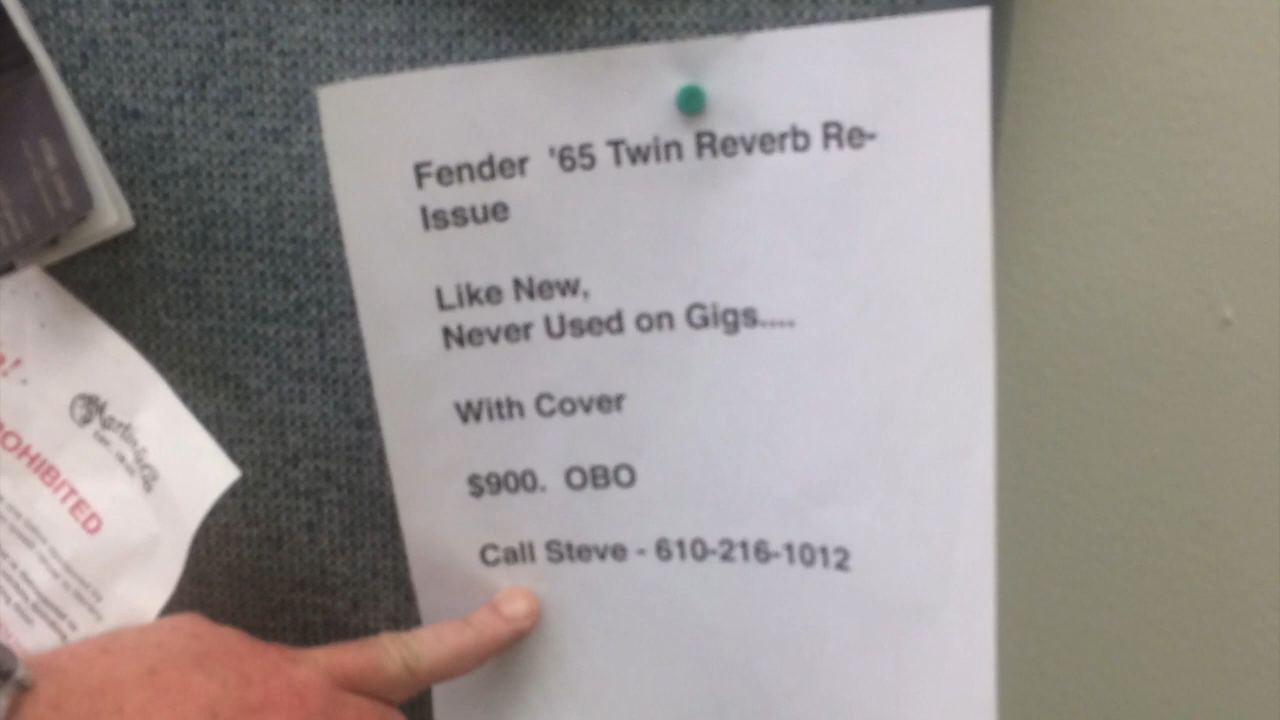 Fender '65 Twin Reverb Re-
Issue
Like New,
Never Used on Gigs....
With Cover
$900. OBO
Call Steve - 610-216-1012
OHIBITED